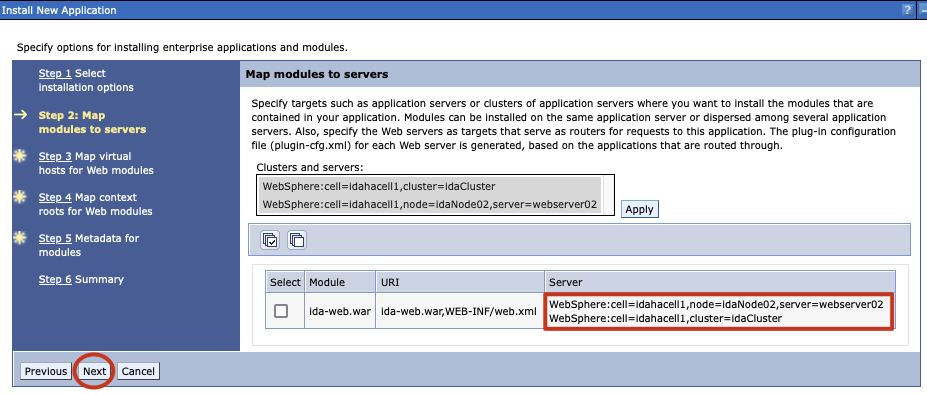 Install New Application
?
Specify options for installing enterprise applications and modules.
Step 1 Select
installation options
Step 2: Map
modules to servers
Step 3 Map virtual
hosts for Web modules
Step 4 Map context
roots for Web modules
Step 5 Metadata for
modules
Step 6 Summary
Map modules to servers
Specify targets such as application servers or clusters of application servers where you want to install the modules that are
contained in your application. Modules can be installed on the same application server or dispersed among several application
servers. Also, specify the Web servers as targets that serve as routers for requests to this application. The plug-in configuration
file (plugin-cfg.xml) for each Web server is generated, based on the applications that are routed through.
Clusters and servers:
WebSphere:cell=idahacell1,cluster=idaCluster
WebSphere:cell=idahacell1,node=idaNode02,server=webserver02
Apply
Select Module URI Server
ida-web.war ida-web.war,WEB-INF/web.xml WebSphere:cell=idahacell1,node=idaNode02,server=webserver02
WebSphere:cell=idahacell1,cluster=idaCluster
Previous Next Cancel